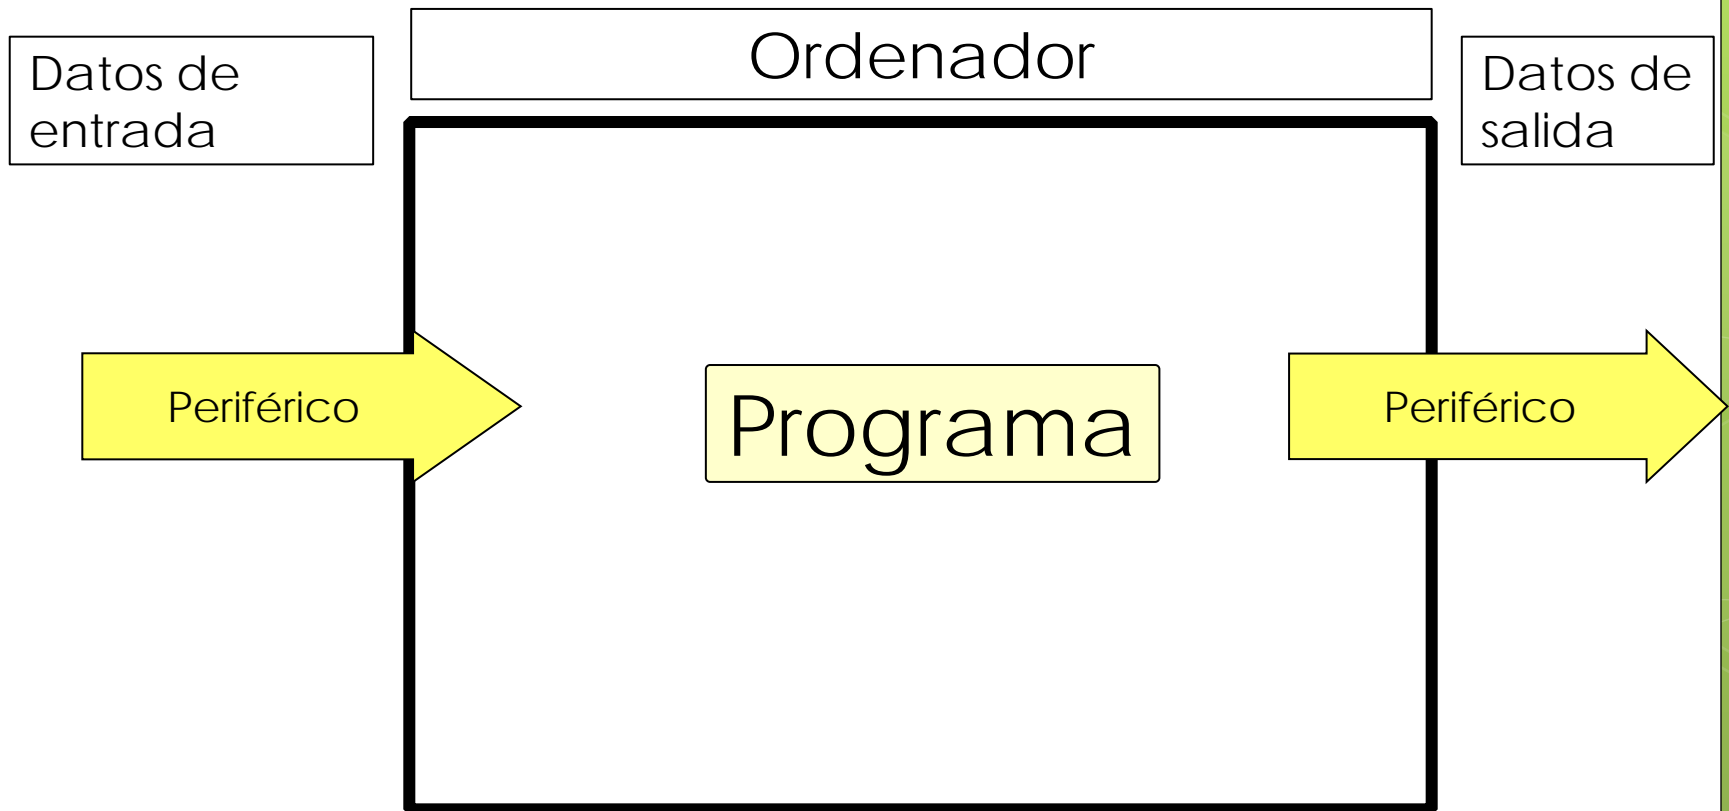 Datos de
entrada
Ordenador
Datos de
salida
Periférico
Programa
Periférico